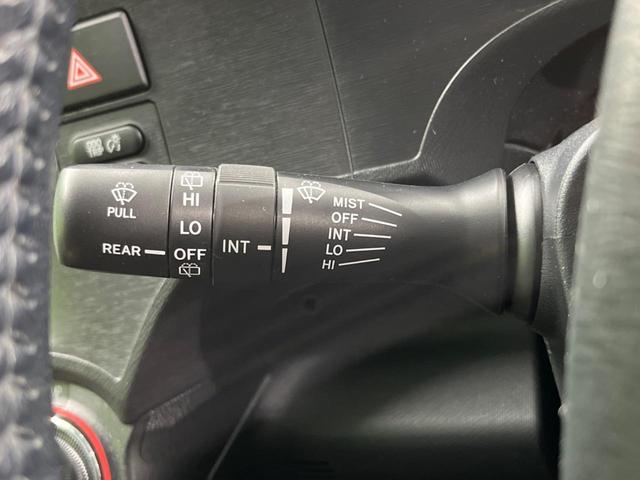 PULL
REAR
HI
LO
OFF
INT
MIST
OFF
INT
LO
HI